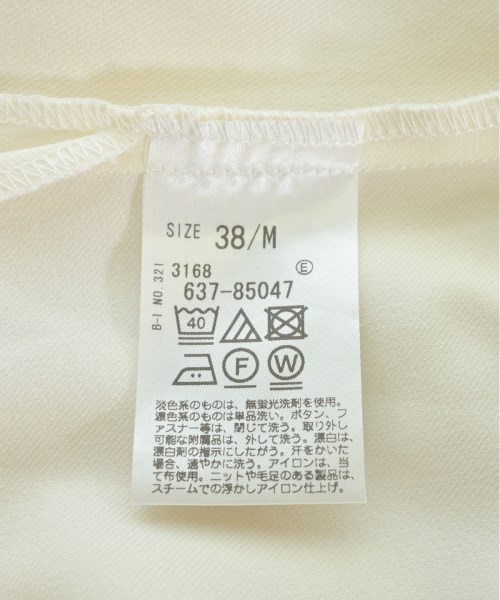 SIZE 38/M
B-I NO.321
3168 E
637-85047
40
F W
淡色系のものは、無蛍光洗剤を使用。
濃色系のものは単品洗い。ボタン、フ
ァスナー等は、閉じて洗う。取り外し
可能な附属品は、外して洗う。漂白は、
漂白剤の指示にしたがう。汗をかいた
場合、速やかに洗う。アイロンは、当
て布使用。ニットや毛足のある製品は、
スチームでの浮かしアイロン仕上げ。